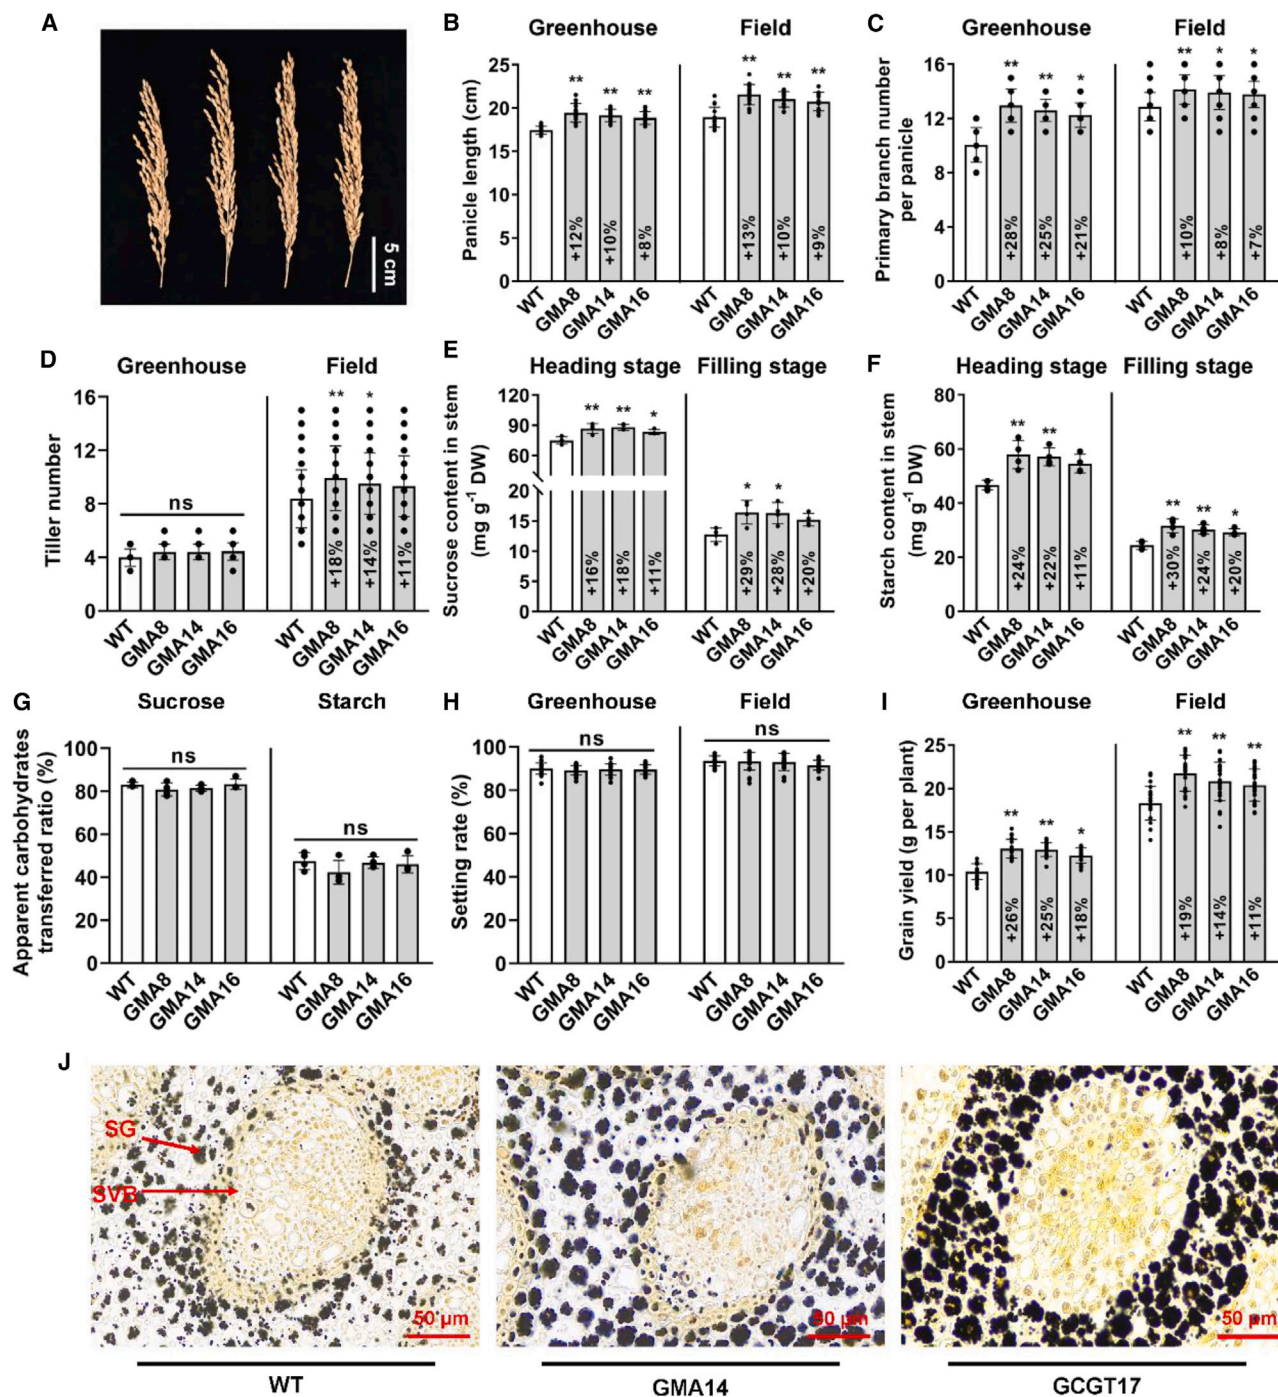 A
5 cm
B
Greenhouse
Field
Panicle length (cm)
25
20
15
10
5
0
**
**
**
**
**
**
+12%
+10%
+8%
+13%
+10%
+9%
WT
GMA8
GMA14
GMA16
WT
GMA8
GMA14
GMA16
C
Greenhouse
Field
Primary branch number
per panicle
16
12
8
4
0
**
**
*
**
*
*
+28%
+25%
+21%
+10%
+8%
+7%
WT
GMA8
GMA14
GMA16
WT
GMA8
GMA14
GMA16
D
Greenhouse
Field
Tiller number
16
12
8
4
0
ns
**
*
+18%
+14%
+11%
WT
GMA8
GMA14
GMA16
WT
GMA8
GMA14
GMA16
E
Heading stage
Filling stage
Sucrose content in stem
(mg g-1 DW)
120
90
60
20
15
10
5
0
**
**
*
*
*
+16%
+18%
+11%
+29%
+28%
+20%
WT
GMA8
GMA14
GMA16
WT
GMA8
GMA14
GMA16
F
Heading stage
Filling stage
Starch content in stem
(mg g-1 DW)
80
60
40
20
0
**
**
**
**
*
+24%
+22%
+11%
+30%
+24%
+20%
WT
GMA8
GMA14
GMA16
WT
GMA8
GMA14
GMA16
G
Sucrose
Starch
Apparent carbohydrates
transferred ratio (%)
100
80
60
40
20
0
ns
ns
WT
GMA8
GMA14
GMA16
WT
GMA8
GMA14
GMA16
H
Greenhouse
Field
Setting rate (%)
100
80
60
40
20
0
ns
ns
WT
GMA8
GMA14
GMA16
WT
GMA8
GMA14
GMA16
I
Greenhouse
Field
Grain yield (g per plant)
25
20
15
10
5
0
**
**
*
**
**
**
+26%
+25%
+18%
+19%
+14%
+11%
WT
GMA8
GMA14
GMA16
WT
GMA8
GMA14
GMA16
J
SG
SVB
50 µm
50 µm
50 µm
WT
GMA14
GCGT17